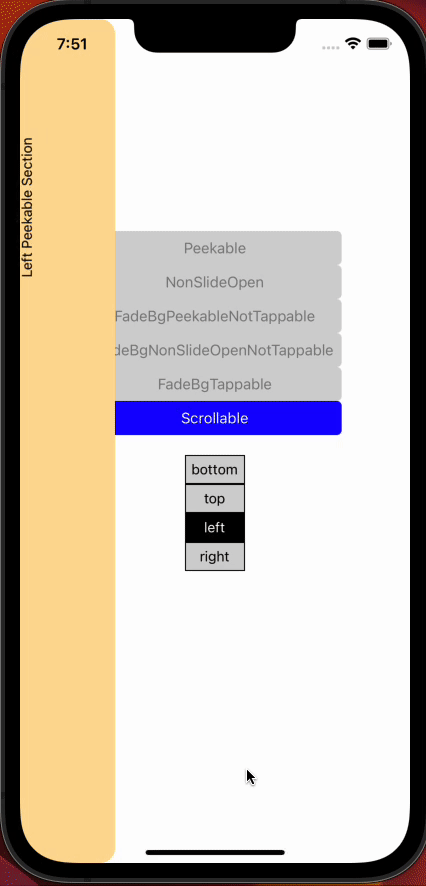 7:51
Left Peekable Section
Peekable
NonSlideOpen
FadeBgPeekableNotTappable
deBgNonSlideOpenNotTappable
FadeBgTappable
Scrollable
bottom
top
left
right